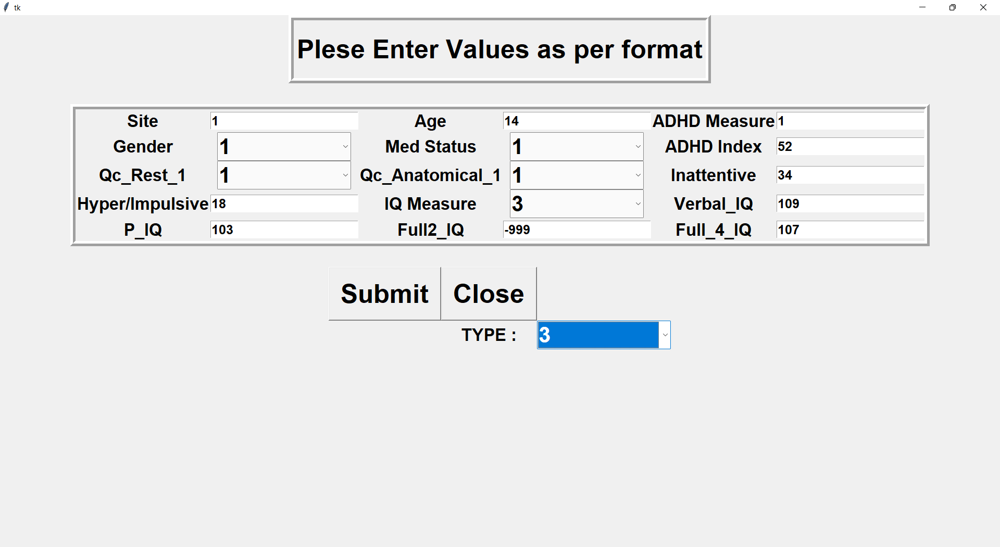 tk
Plese Enter Values as per format
Site 1 Age 14 ADHD Measure 1
Gender 1 Med Status 1 ADHD Index 52
Qc_Rest_1 1 Qc_Anatomical_1 1 Inattentive 34
Hyper/Impulsive 18 IQ Measure 3 Verbal_IQ 109
P_IQ 103 Full2_IQ -999 Full_4_IQ 107
Submit Close
TYPE : 3